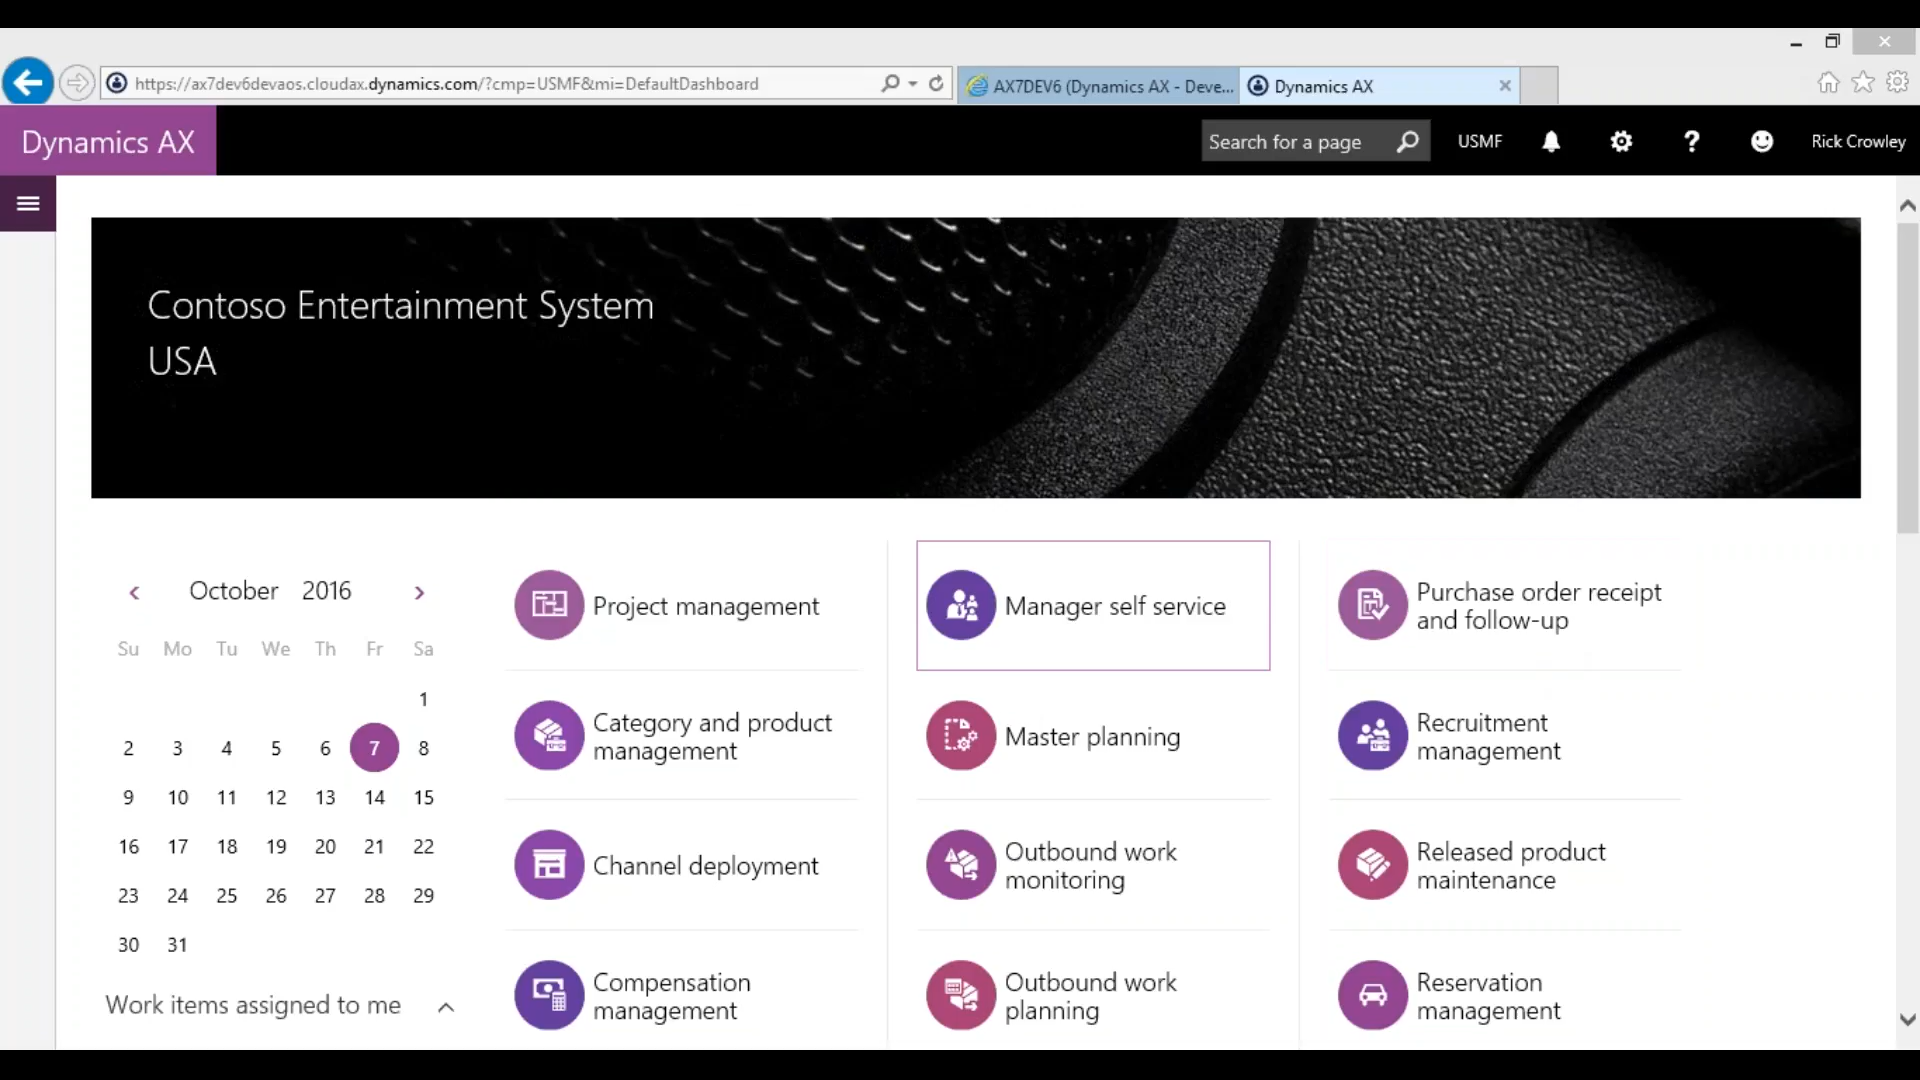 https://ax7dev6devaos.cloudax.dynamics.com/?cmp=USMF&mi=DefaultDashboard
AX7DEV6 (Dynamics AX - Deve...
Dynamics AX
Dynamics AX
Search for a page
USMF
Rick Crowley
Contoso Entertainment System
USA
October 2016
Su Mo Tu We Th Fr Sa
1
2 3 4 5 6 7 8
9 10 11 12 13 14 15
16 17 18 19 20 21 22
23 24 25 26 27 28 29
30 31
Work items assigned to me
Project management
Category and product
management
Channel deployment
Compensation
management
Manager self service
Master planning
Outbound work
monitoring
Outbound work
planning
Purchase order receipt
and follow-up
Recruitment
management
Released product
maintenance
Reservation
management